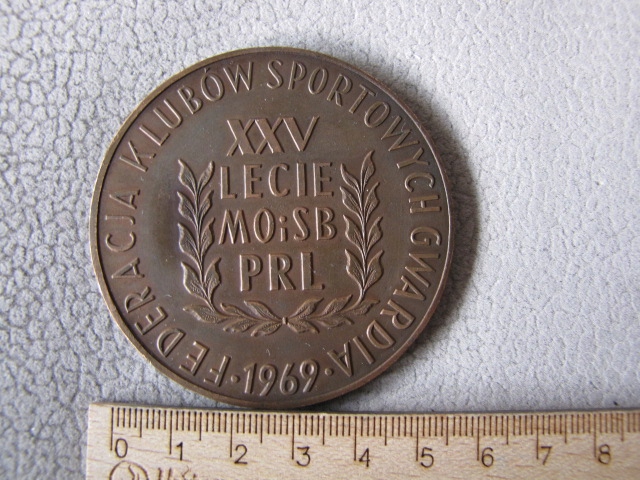 FEDERACJA KLUBÓW SPORTOWYCH GWARDIA
XXV
LECIE
MOiSB
PRL
·1969·
0 1 2 3 4 5 6 7 8